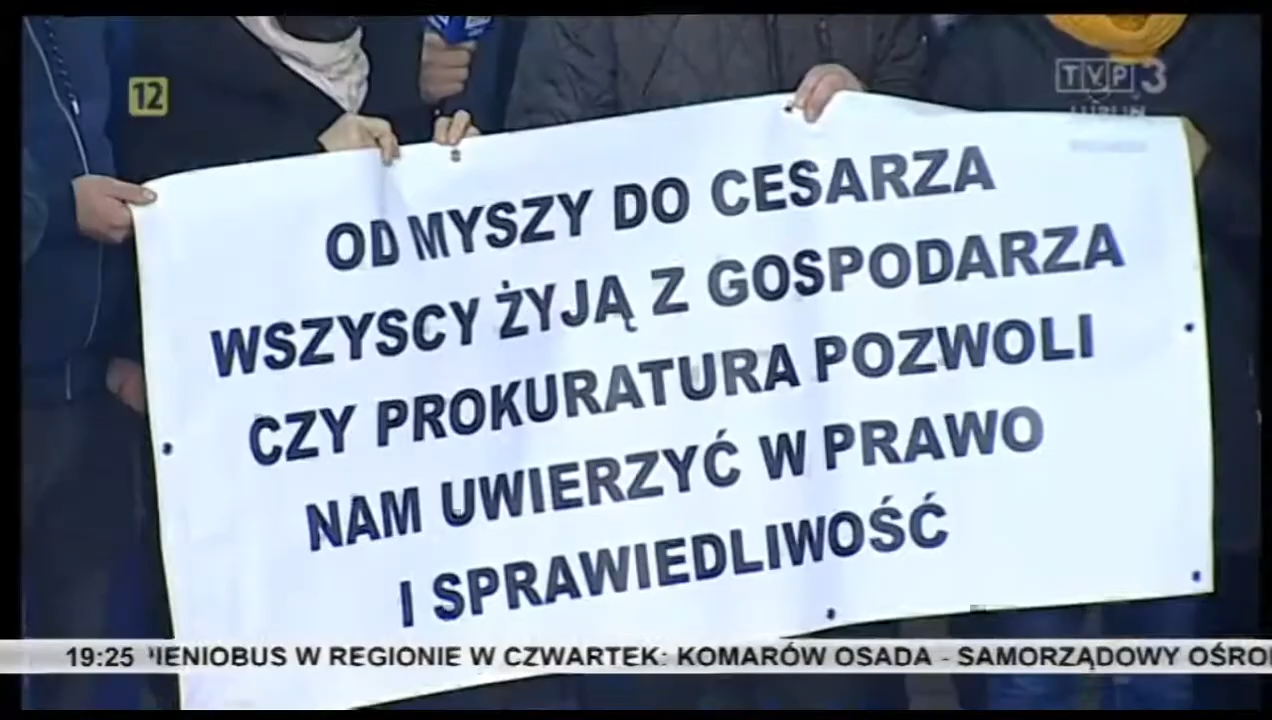 12
TVP3
LUBLIN
OD MYSZY DO CESARZA
WSZYSCY ŻYJĄ Z GOSPODARZA
CZY PROKURATURA POZWOLI
NAM UWIERZYĆ W PRAWO
I SPRAWIEDLIWOŚĆ
19:25 IENIOBUS W REGIONIE W CZWARTEK: KOMARÓW OSADA - SAMORZĄDOWY OŚRO